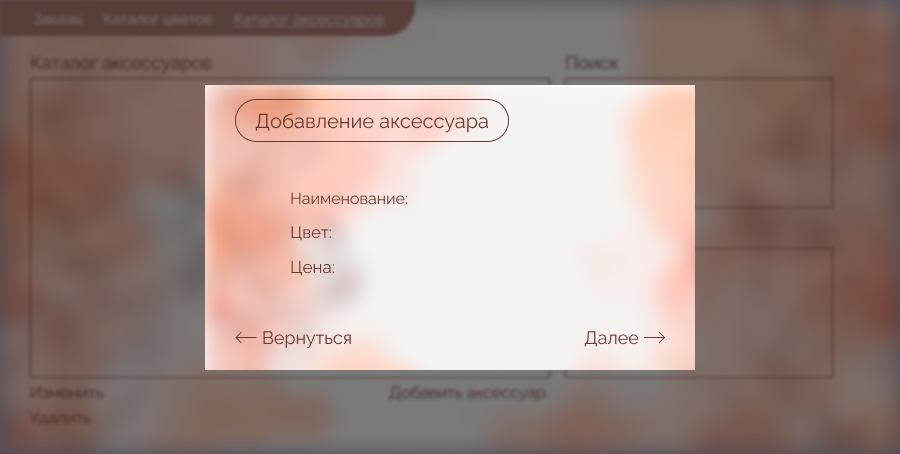 Заказы Каталог цветов Каталог аксессуаров
Каталог аксессуаров Поиск
Добавление аксессуара
Наименование:
Цвет:
Цена:
← Вернуться Далее →
Изменить Добавить аксессуар
Удалить